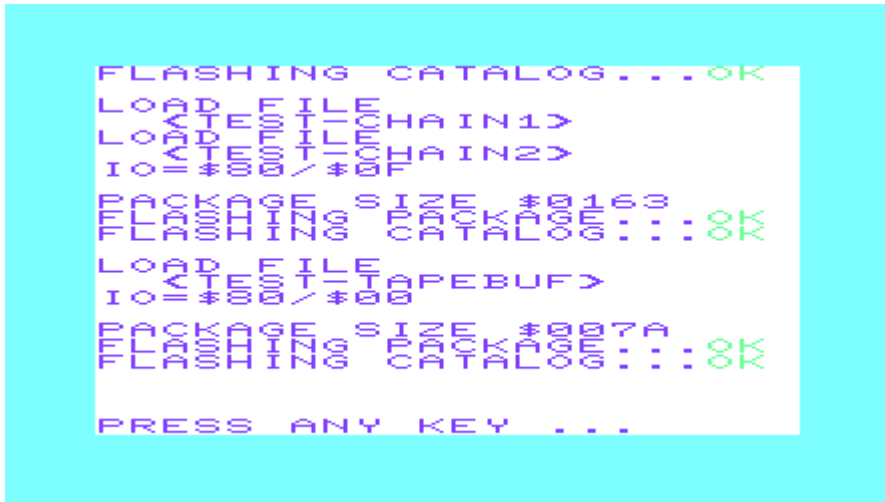 FLASHING CATALOG...OK
LOAD FILE
<TEST-CHAIN1>
LOAD FILE
<TEST-CHAIN2>
IO=$80/$0F
PACKAGE SIZE $0163
FLASHING PACKAGE...OK
FLASHING CATALOG...OK
LOAD FILE
<TEST-TAPEBUF>
IO=$80/$00
PACKAGE SIZE $007A
FLASHING PACKAGE...OK
FLASHING CATALOG...OK
PRESS ANY KEY ...